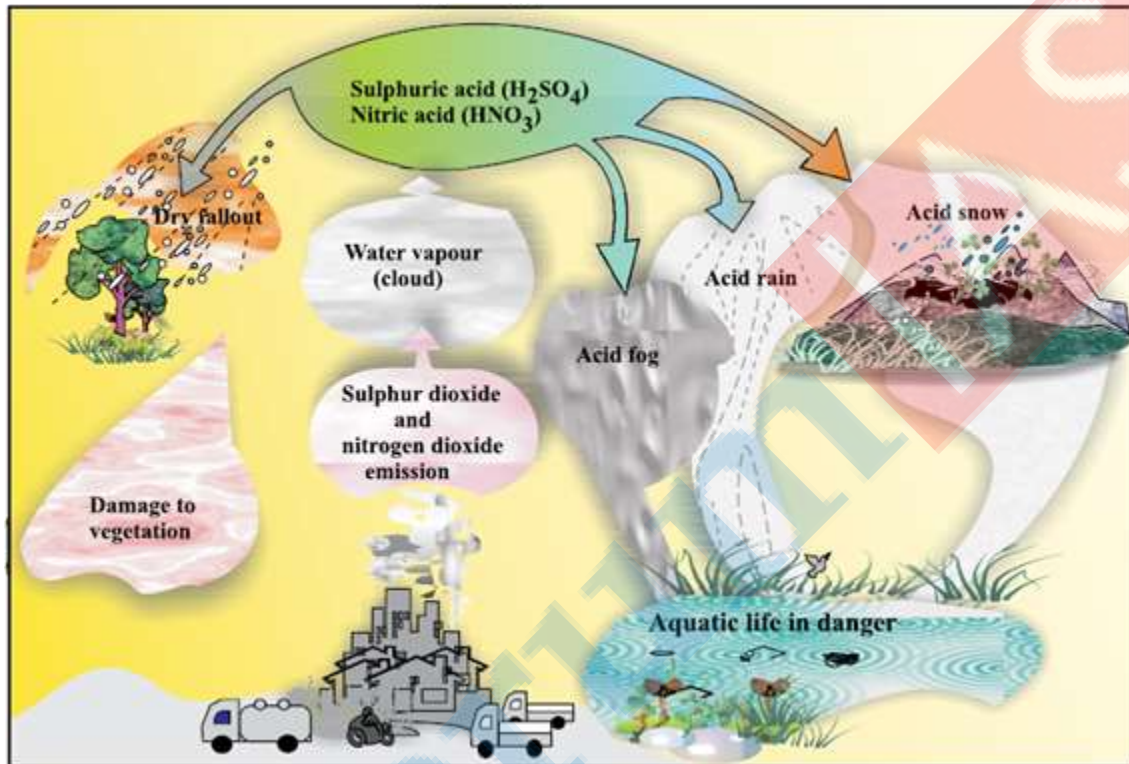 Sulphuric acid (H₂SO₄)
Nitric acid (HNO₃)
Dry fallout
Water vapour
(cloud)
Acid snow
Acid rain
Acid fog
Sulphur dioxide
and
nitrogen dioxide
emission
Damage to
vegetation
Aquatic life in danger